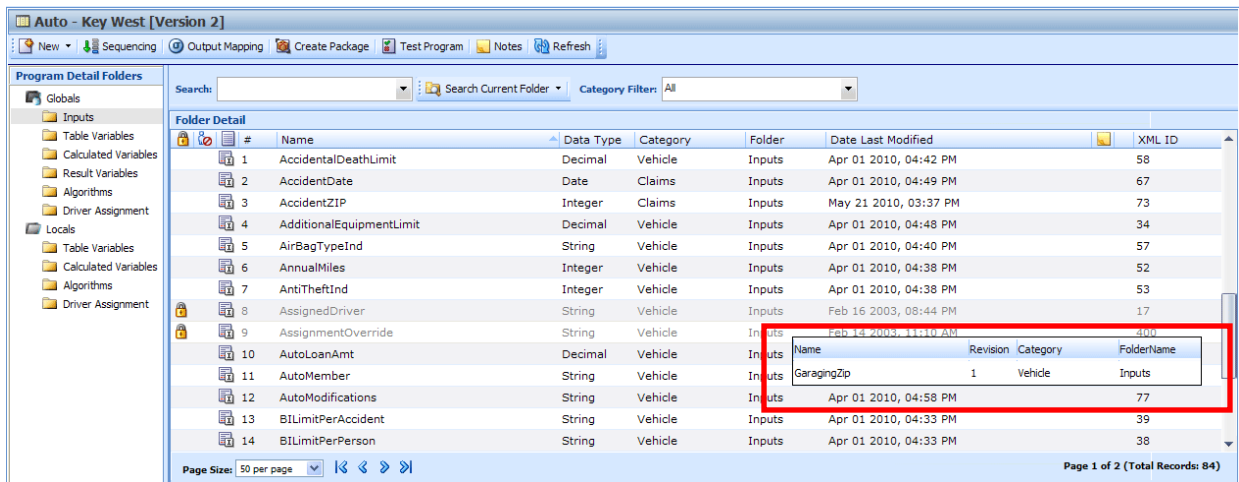 Auto - Key West [Version 2]
New Sequencing Output Mapping Create Package Test Program Notes Refresh
Program Detail Folders
Globals
Inputs
Table Variables
Calculated Variables
Result Variables
Algorithms
Driver Assignment
Locals
Table Variables
Calculated Variables
Algorithms
Driver Assignment
Search: Search Current Folder Category Filter: All
Folder Detail
# Name Data Type Category Folder Date Last Modified XML ID
1 AccidentalDeathLimit Decimal Vehicle Inputs Apr 01 2010, 04:42 PM 58
2 AccidentDate Date Claims Inputs Apr 01 2010, 04:49 PM 67
3 AccidentZIP Integer Claims Inputs May 21 2010, 03:37 PM 73
4 AdditionalEquipmentLimit Decimal Vehicle Inputs Apr 01 2010, 04:48 PM 34
5 AirBagTypeInd String Vehicle Inputs Apr 01 2010, 04:40 PM 57
6 AnnualMiles Integer Vehicle Inputs Apr 01 2010, 04:38 PM 52
7 AntiTheftInd Integer Vehicle Inputs Apr 01 2010, 04:38 PM 53
8 AssignedDriver String Vehicle Inputs Feb 16 2003, 08:44 PM 17
9 AssignmentOverride String Vehicle Inputs Feb 14 2003, 11:10 AM 400
10 AutoLoanAmt Decimal Vehicle Inputs
11 AutoMember String Vehicle Inputs
Name Revision Category FolderName
GaragingZip 1 Vehicle Inputs
12 AutoModifications String Vehicle Inputs Apr 01 2010, 04:58 PM 77
13 BILimitPerAccident String Vehicle Inputs Apr 01 2010, 04:33 PM 39
14 BILimitPerPerson String Vehicle Inputs Apr 01 2010, 04:33 PM 38
Page Size: 50 per page Page 1 of 2 (Total Records: 84)